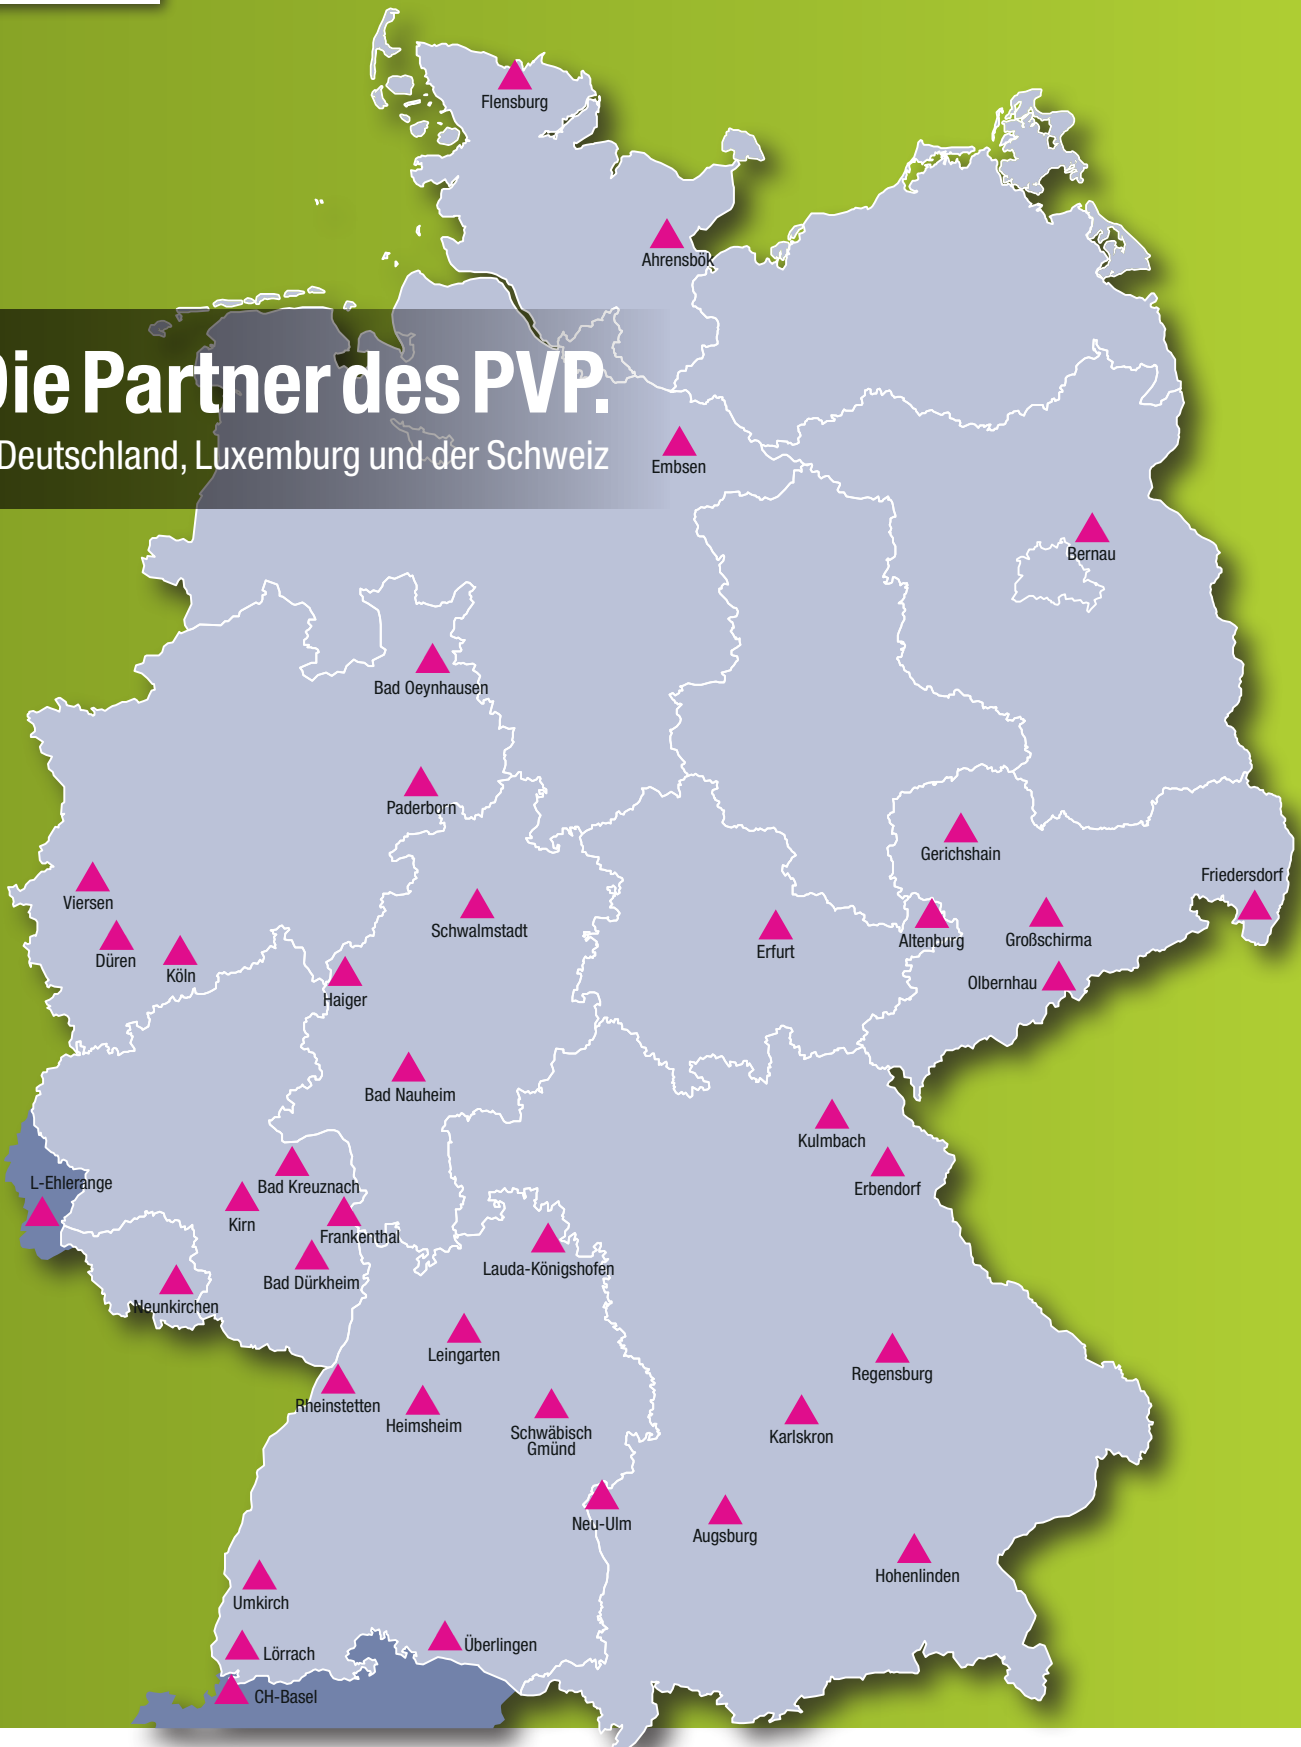 Flensburg
Ahrensbök
Die Partner des PVP.
Deutschland, Luxemburg und der Schweiz
Embsen
Bernau
Bad Oeynhausen
Paderborn
Gerichshain
Friedersdorf
Viersen
Schwalmstadt
Altenburg
Großschirma
Erfurt
Düren
Köln
Olbernhau
Haiger
Bad Nauheim
Kulmbach
L-Ehlerange
Bad Kreuznach
Erbendorf
Kirn
Frankenthal
Lauda-Königshofen
Bad Dürkheim
Neunkirchen
Leingarten
Regensburg
Rheinstetten
Heimsheim
Schwäbisch
Gmünd
Karlskron
Neu-Ulm
Augsburg
Hohenlinden
Umkirch
Überlingen
Lörrach
CH-Basel